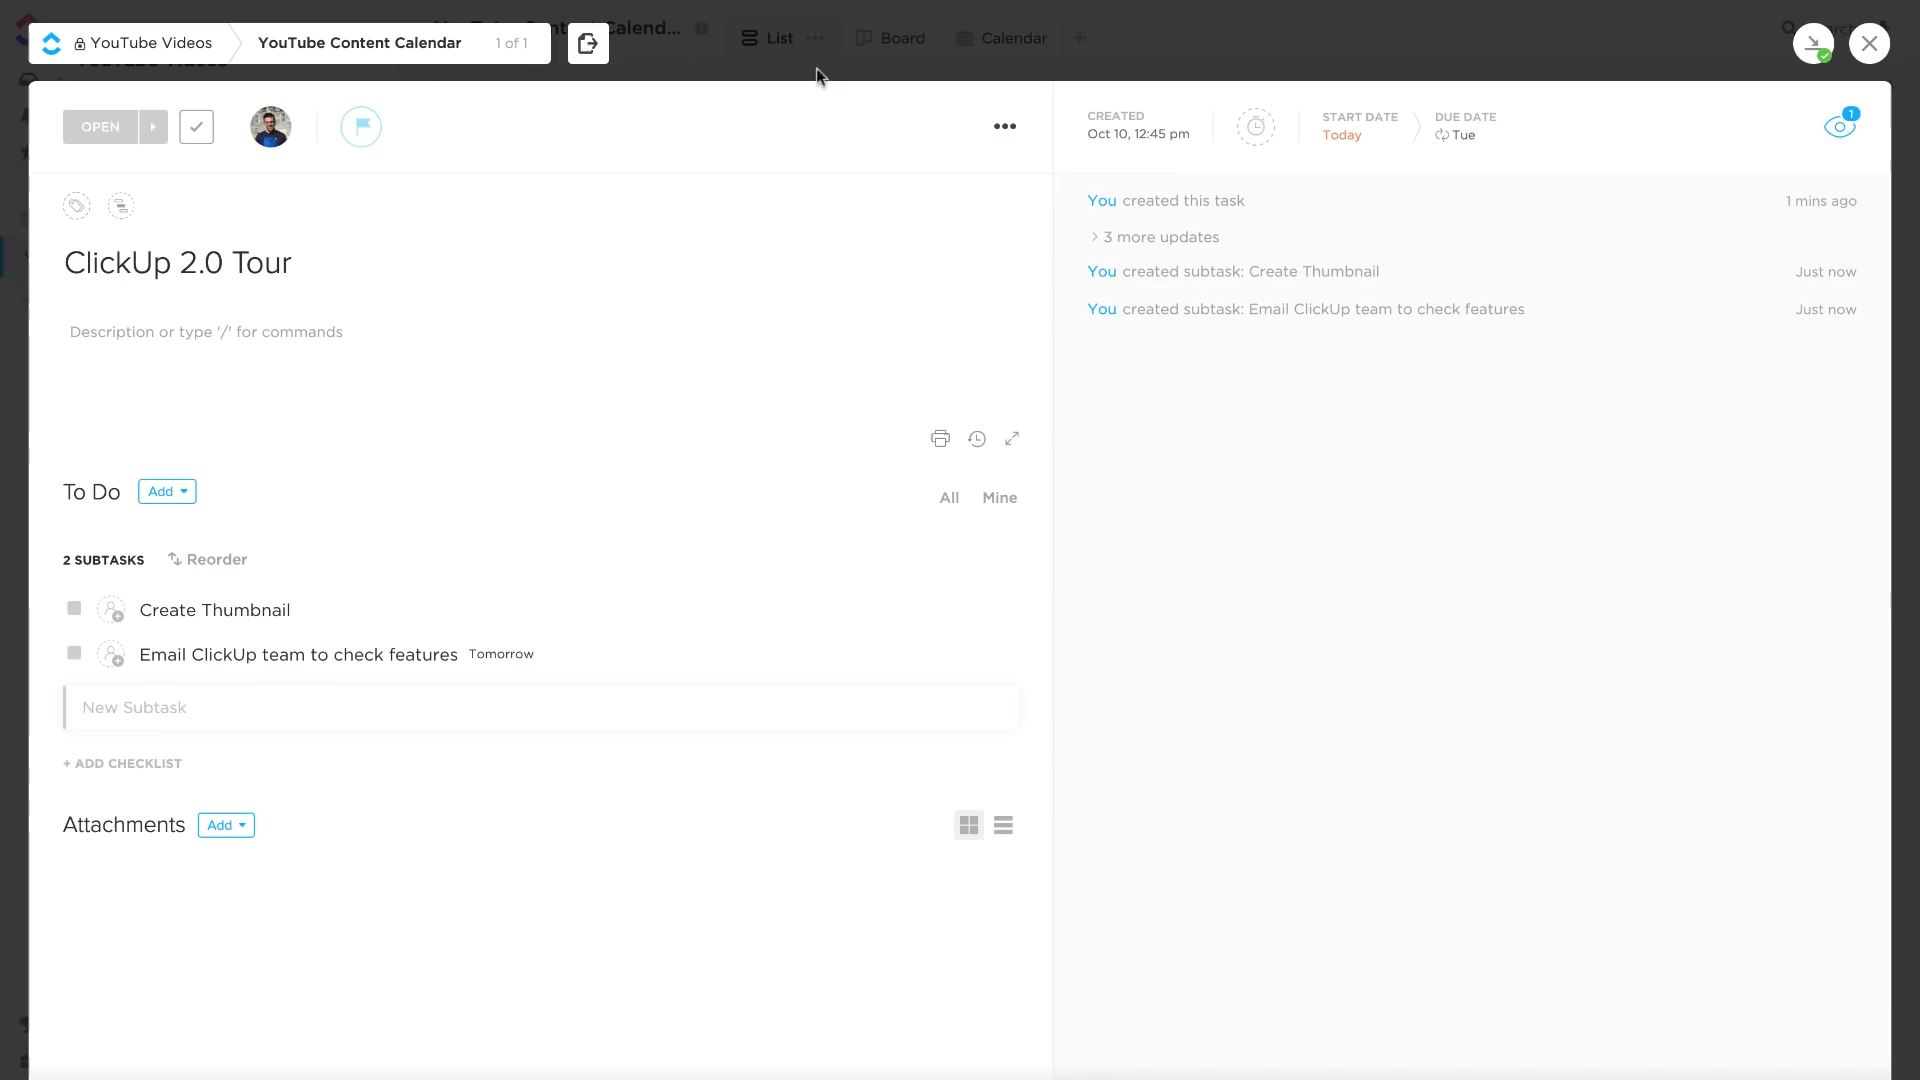 YouTube Videos
YouTube Content Calendar
1 of 1
List
Board
Calendar
OPEN
CREATED
Oct 10, 12:45 pm
START DATE
Today
DUE DATE
Tue
1
You created this task
1 mins ago
3 more updates
You created subtask: Create Thumbnail
Just now
You created subtask: Email ClickUp team to check features
Just now
ClickUp 2.0 Tour
Description or type '/' for commands
To Do
Add
All
Mine
2 SUBTASKS
Reorder
Create Thumbnail
Email ClickUp team to check features
Tomorrow
New Subtask
+ ADD CHECKLIST
Attachments
Add